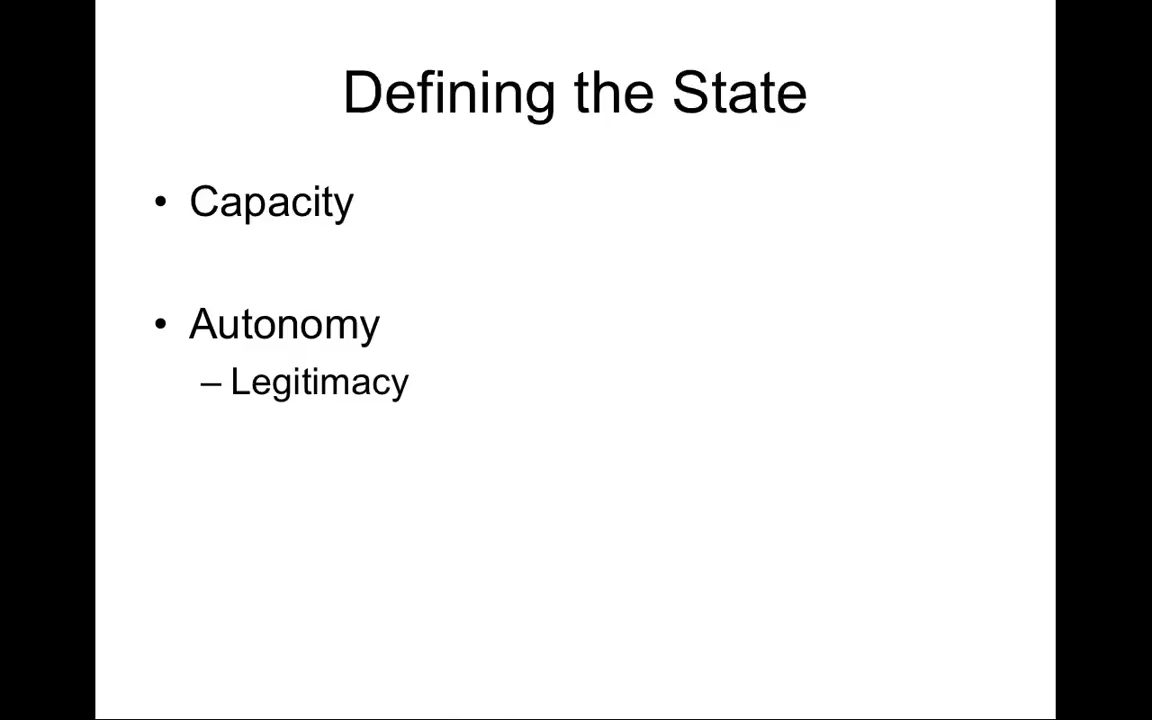 Defining the State
• Capacity
• Autonomy
– Legitimacy